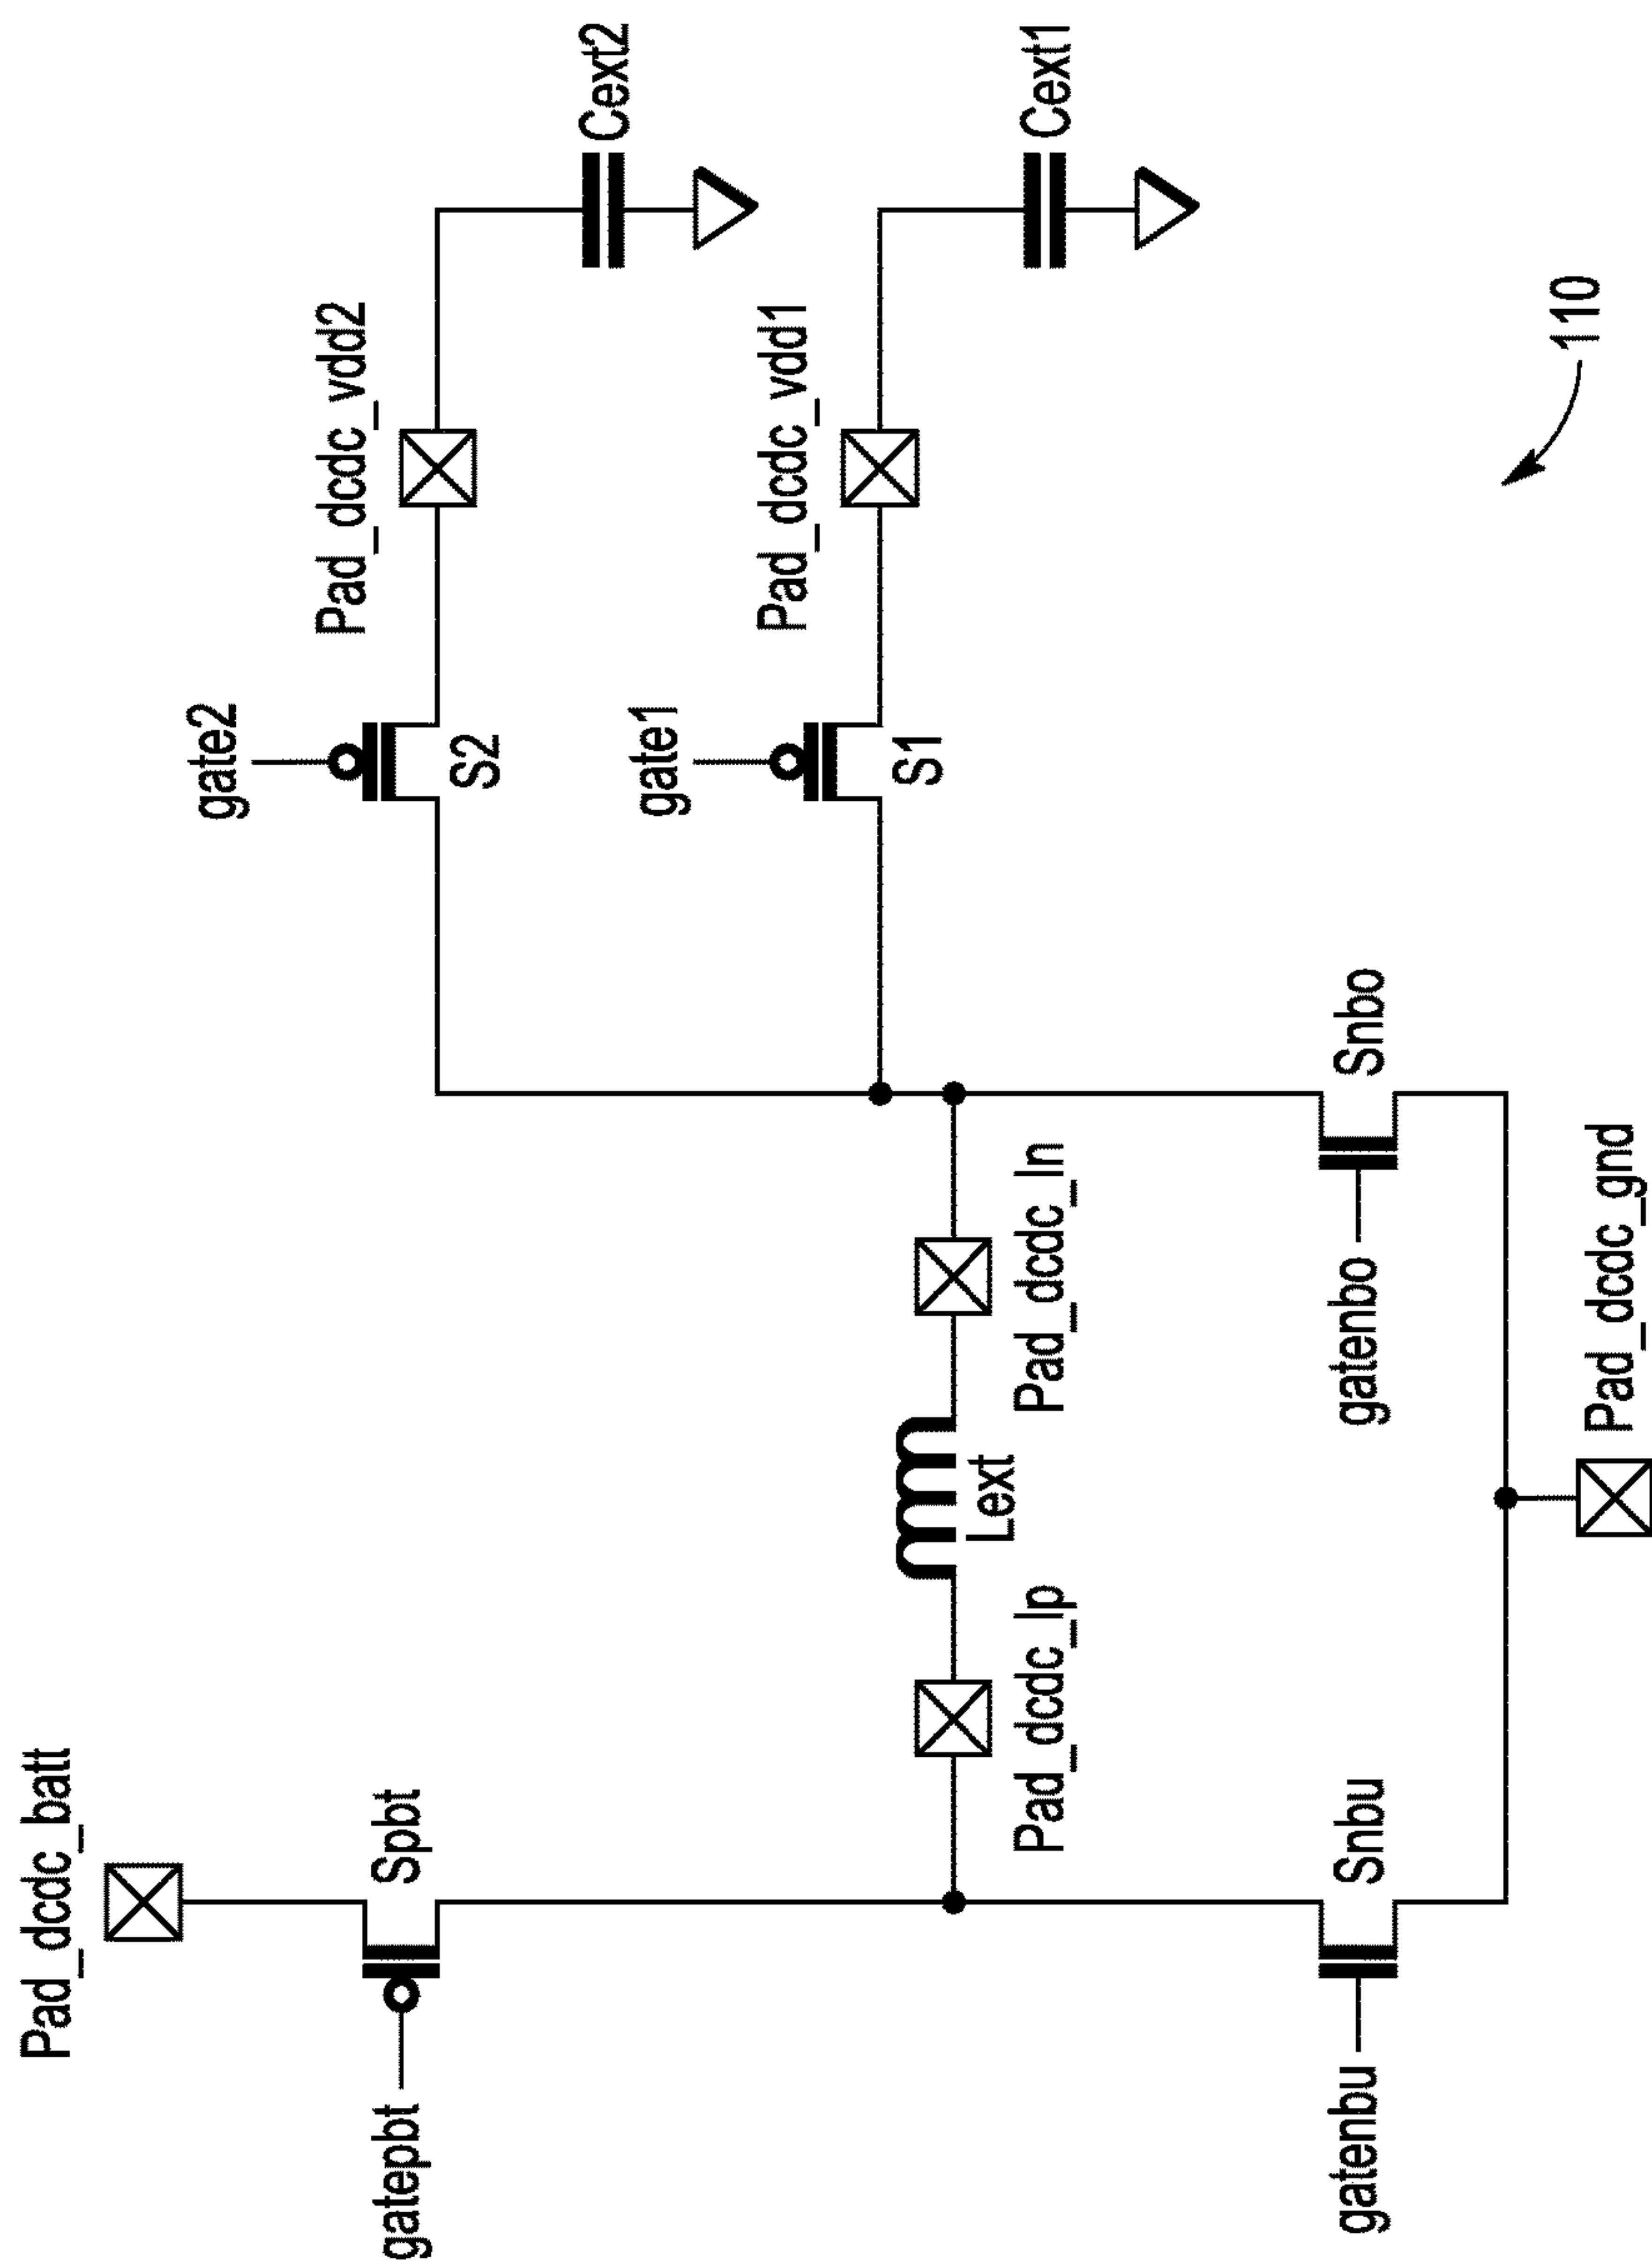 Pad_dcdc_batt
gatepbt
Spbt
gate2
S2
Pad_dcdc_vdd2
Cext2
gate1
S1
Pad_dcdc_vdd1
Cext1
Lext
Pad_dcdc_lp
Pad_dcdc_ln
gatenbu
Snbu
gatenbo
Snbo
Pad_dcdc_gnd
110